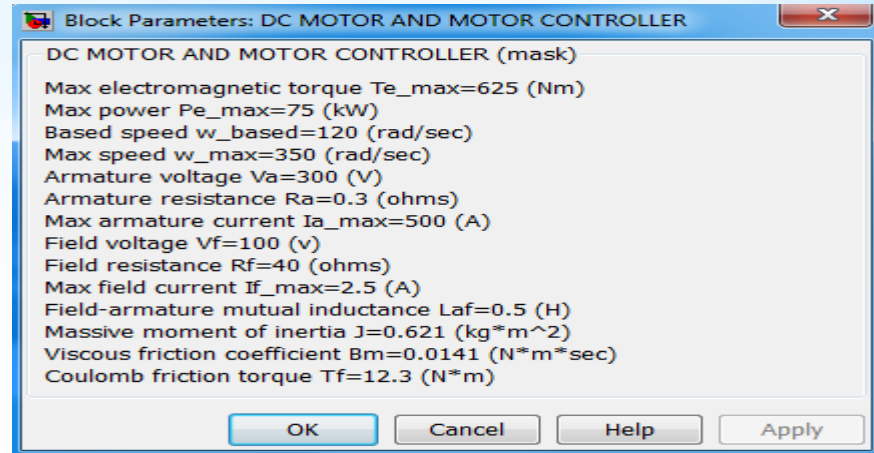 Block Parameters: DC MOTOR AND MOTOR CONTROLLER
DC MOTOR AND MOTOR CONTROLLER (mask)
Max electromagnetic torque Te_max=625 (Nm)
Max power Pe_max=75 (kW)
Based speed w_based=120 (rad/sec)
Max speed w_max=350 (rad/sec)
Armature voltage Va=300 (V)
Armature resistance Ra=0.3 (ohms)
Max armature current Ia_max=500 (A)
Field voltage Vf=100 (v)
Field resistance Rf=40 (ohms)
Max field current If_max=2.5 (A)
Field-armature mutual inductance Laf=0.5 (H)
Massive moment of inertia J=0.621 (kg*m^2)
Viscous friction coefficient Bm=0.0141 (N*m*sec)
Coulomb friction torque Tf=12.3 (N*m)
OK Cancel Help Apply